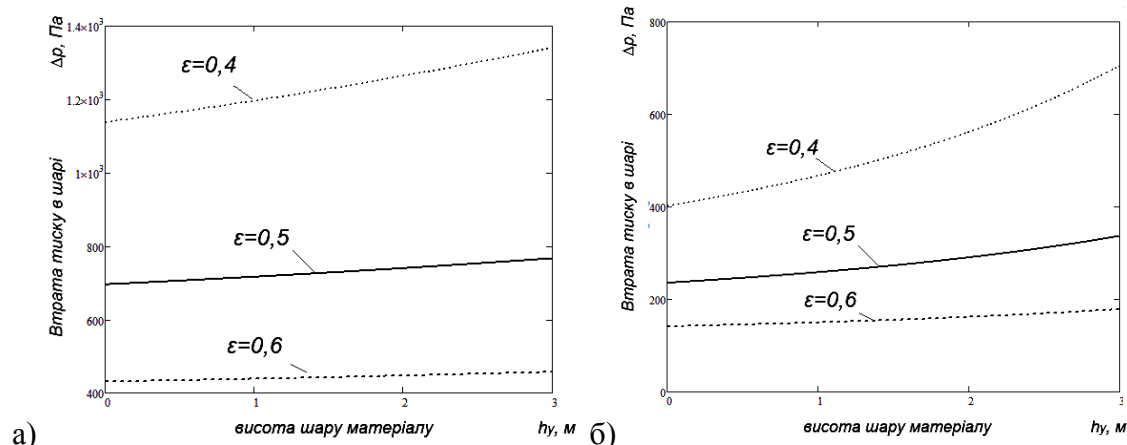 Δp, Па
Втрата тиску в шарі
1.4×10³
1.2×10³
1×10³
800
600
400
ε=0,4
ε=0,5
ε=0,6
0
1
2
3
висота шару матеріалу
hy, м
а)
Δp, Па
Втрата тиску в шарі
800
600
400
200
0
ε=0,4
ε=0,5
ε=0,6
0
1
2
3
висота шару матеріалу
hy, м
б)